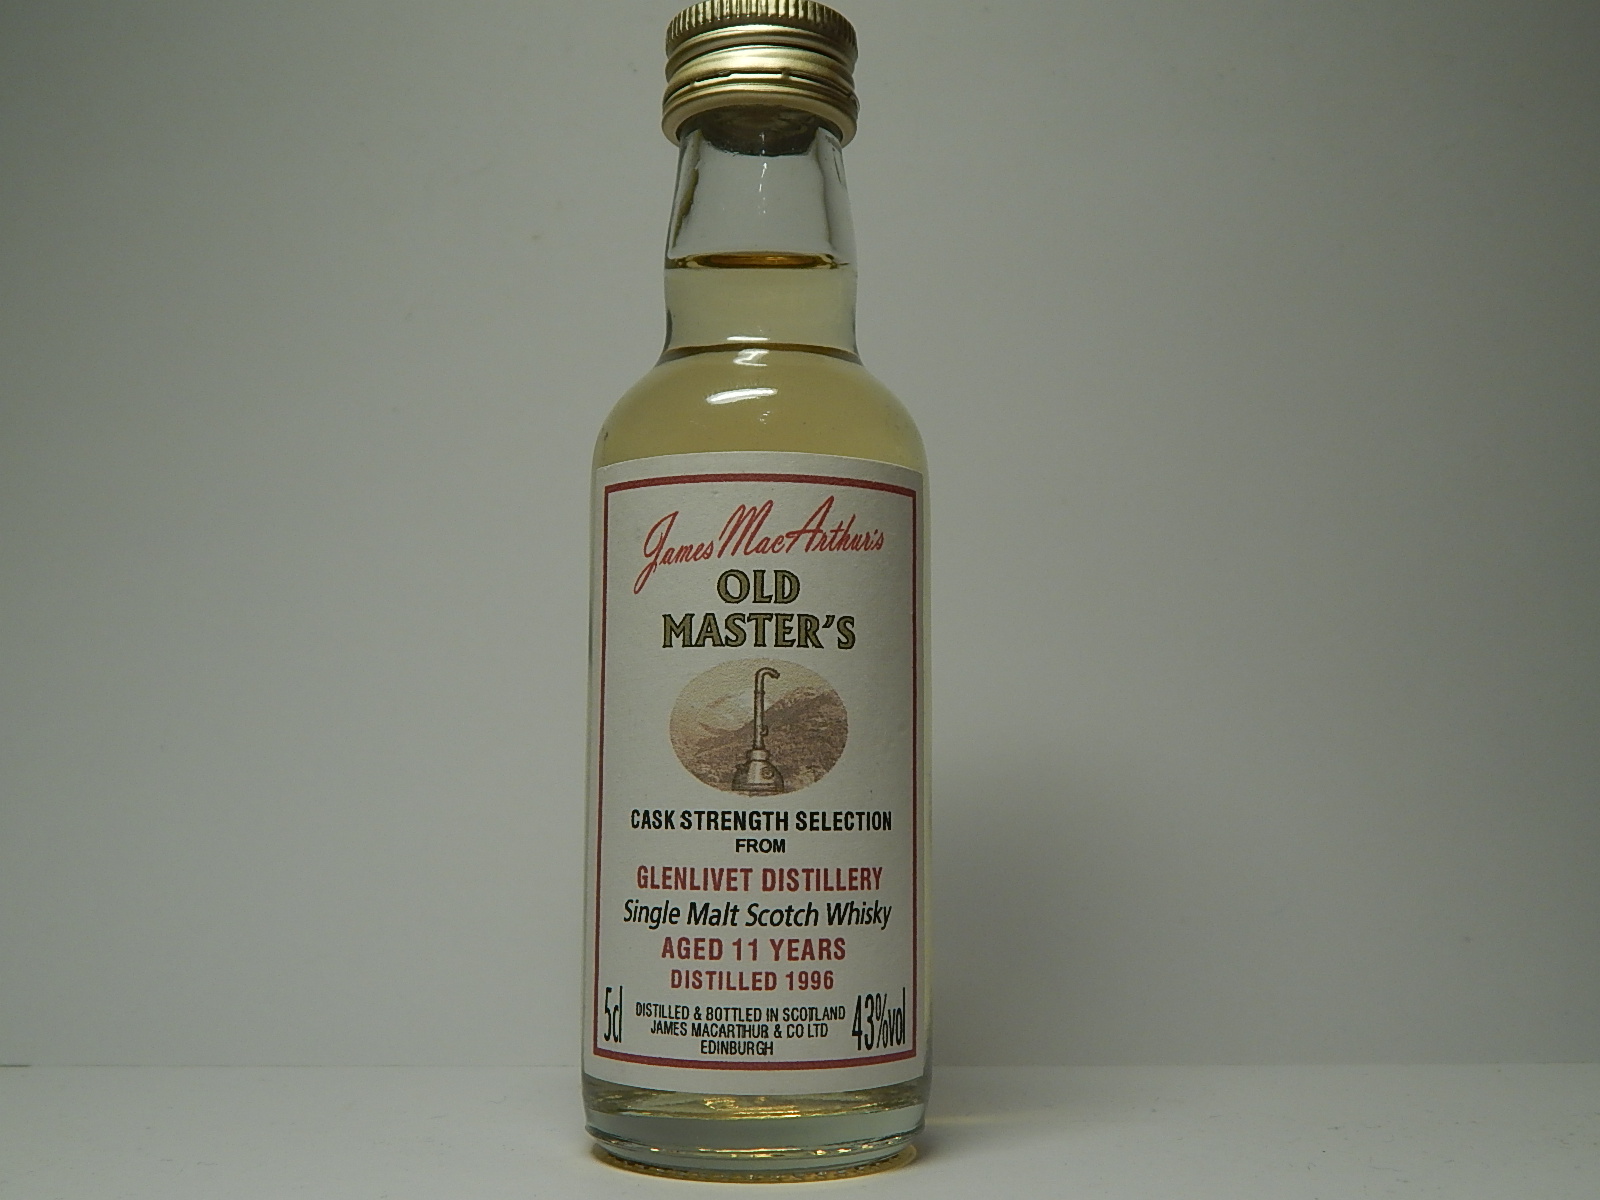 James MacArthur's
OLD
MASTER'S
CASK STRENGTH SELECTION
FROM
GLENLIVET DISTILLERY
Single Malt Scotch Whisky
AGED 11 YEARS
DISTILLED 1996
5cl
DISTILLED & BOTTLED IN SCOTLAND
JAMES MACARTHUR & CO LTD
EDINBURGH
43%vol